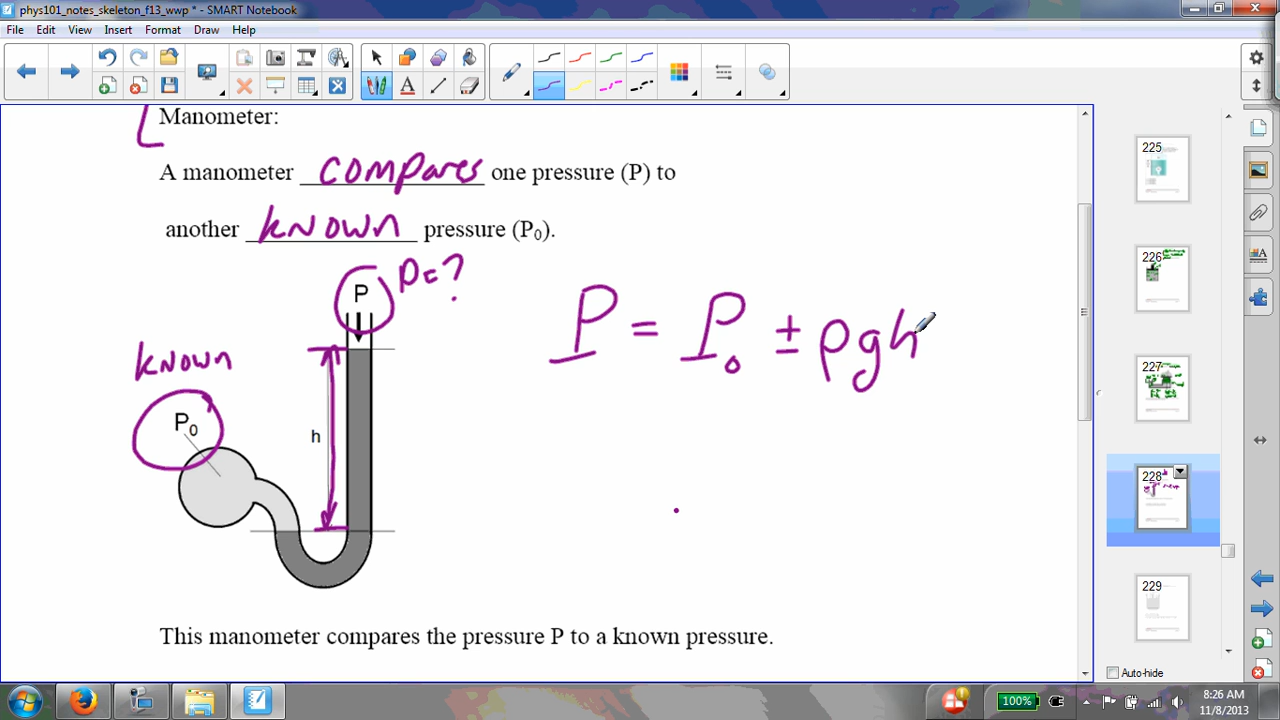 phys101_notes_skeleton_f13_wwp * - SMART Notebook
File Edit View Insert Format Draw Help
Manometer:
A manometer compares one pressure (P) to
another known pressure (P₀).
P P=?
P = P₀ ± ρgh
known
P₀
h
This manometer compares the pressure P to a known pressure.
225
226
227
228
229
Auto-hide
100%
8:26 AM
11/8/2013